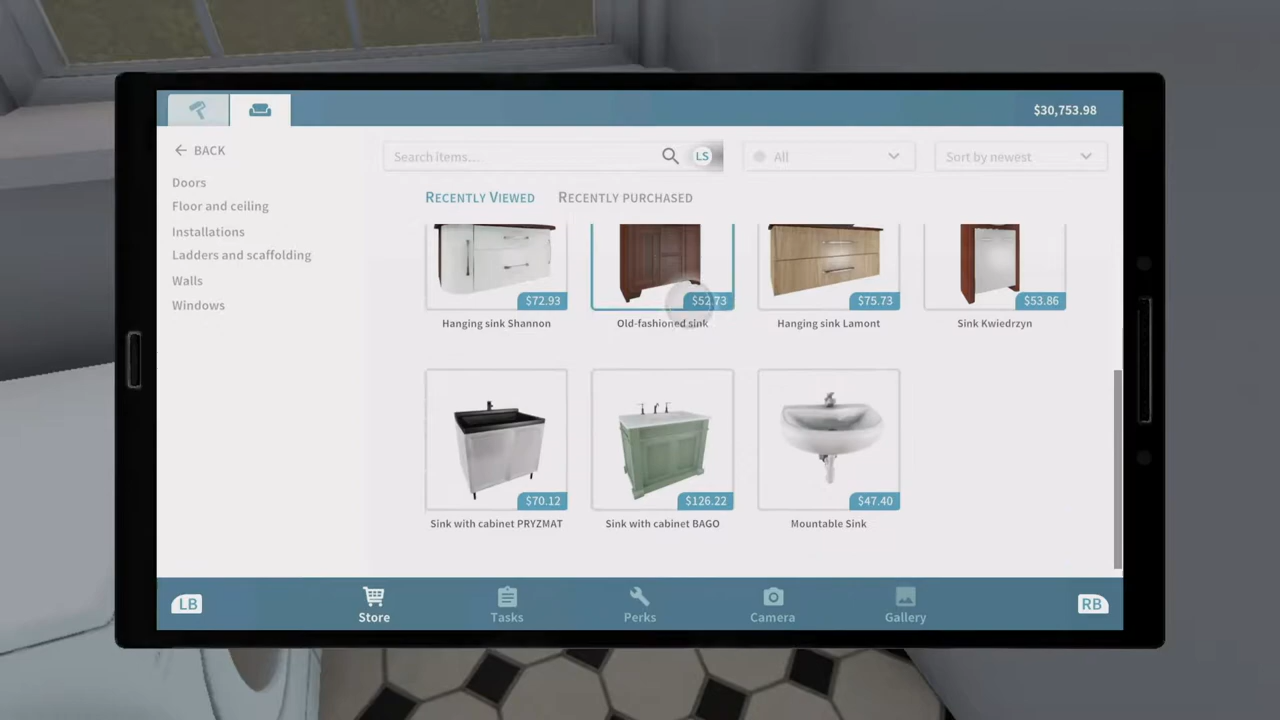 $30,753.98
BACK
Search items...
LS
All
Sort by newest
Doors
Floor and ceiling
Installations
Ladders and scaffolding
Walls
Windows
RECENTLY VIEWED
RECENTLY PURCHASED
$72.93
$52.73
$75.73
$53.86
Hanging sink Shannon
Old-fashioned sink
Hanging sink Lamont
Sink Kwiedrzyn
$70.12
$126.22
$47.40
Sink with cabinet PRYZMAT
Sink with cabinet BAGO
Mountable Sink
LB
Store
Tasks
Perks
Camera
Gallery
RB